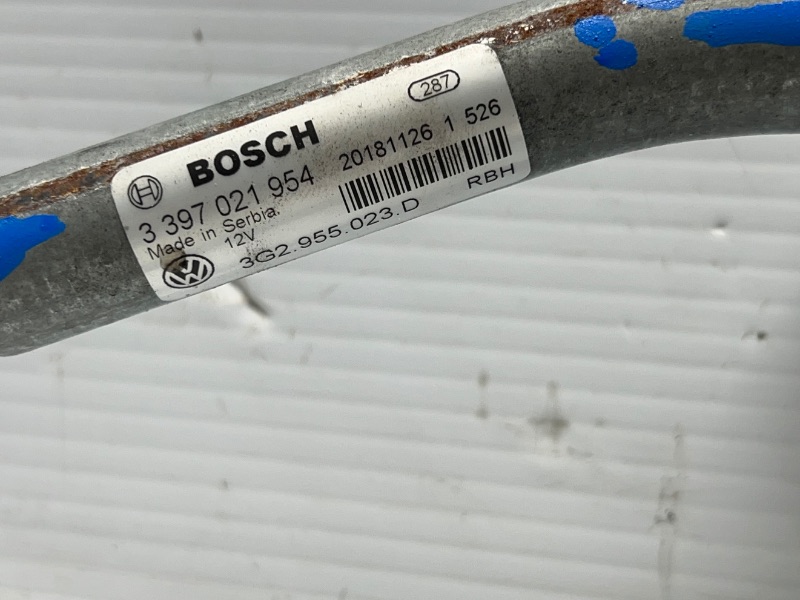 287
BOSCH
20181126 1 526
3 397 021 954
Made in Serbia
12V
RBH
3G2.955.023.D